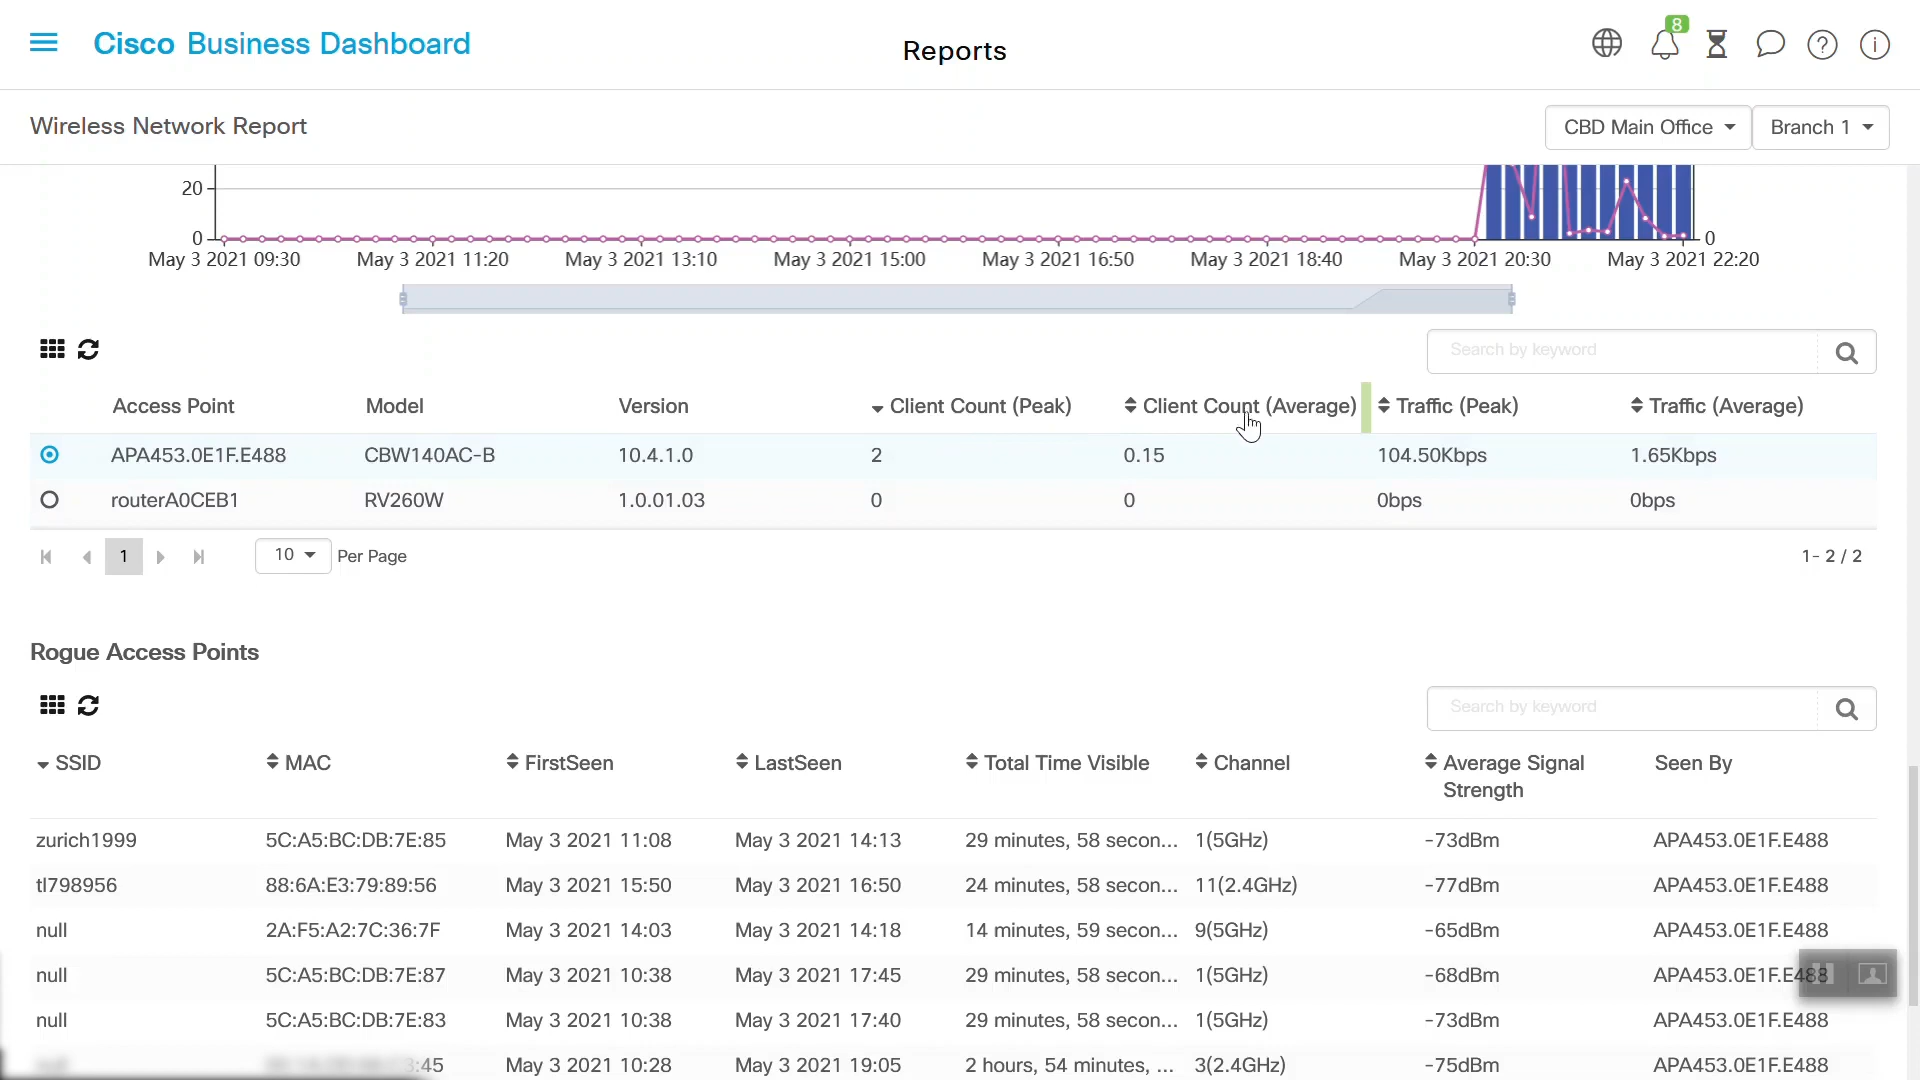 Cisco Business Dashboard
Reports
8
Wireless Network Report
CBD Main Office
Branch 1
20
0
0
May 3 2021 09:30 May 3 2021 11:20 May 3 2021 13:10 May 3 2021 15:00 May 3 2021 16:50 May 3 2021 18:40 May 3 2021 20:30 May 3 2021 22:20
Search by keyword
Access Point Model Version Client Count (Peak) Client Count (Average) Traffic (Peak) Traffic (Average)
APA453.0E1F.E488 CBW140AC-B 10.4.1.0 2 0.15 104.50Kbps 1.65Kbps
routerA0CEB1 RV260W 1.0.01.03 0 0 0bps 0bps
1 10 Per Page 1- 2 / 2
Rogue Access Points
Search by keyword
SSID MAC FirstSeen LastSeen Total Time Visible Channel Average Signal Strength Seen By
zurich1999 5C:A5:BC:DB:7E:85 May 3 2021 11:08 May 3 2021 14:13 29 minutes, 58 secon... 1(5GHz) -73dBm APA453.0E1F.E488
tl798956 88:6A:E3:79:89:56 May 3 2021 15:50 May 3 2021 16:50 24 minutes, 58 secon... 11(2.4GHz) -77dBm APA453.0E1F.E488
null 2A:F5:A2:7C:36:7F May 3 2021 14:03 May 3 2021 14:18 14 minutes, 59 secon... 9(5GHz) -65dBm APA453.0E1F.E488
null 5C:A5:BC:DB:7E:87 May 3 2021 10:38 May 3 2021 17:45 29 minutes, 58 secon... 1(5GHz) -68dBm APA453.0E1F.E488
null 5C:A5:BC:DB:7E:83 May 3 2021 10:38 May 3 2021 17:40 29 minutes, 58 secon... 1(5GHz) -73dBm APA453.0E1F.E488
3:45 May 3 2021 10:28 May 3 2021 19:05 2 hours, 54 minutes, ... 3(2.4GHz) -75dBm APA453.0E1F.E488